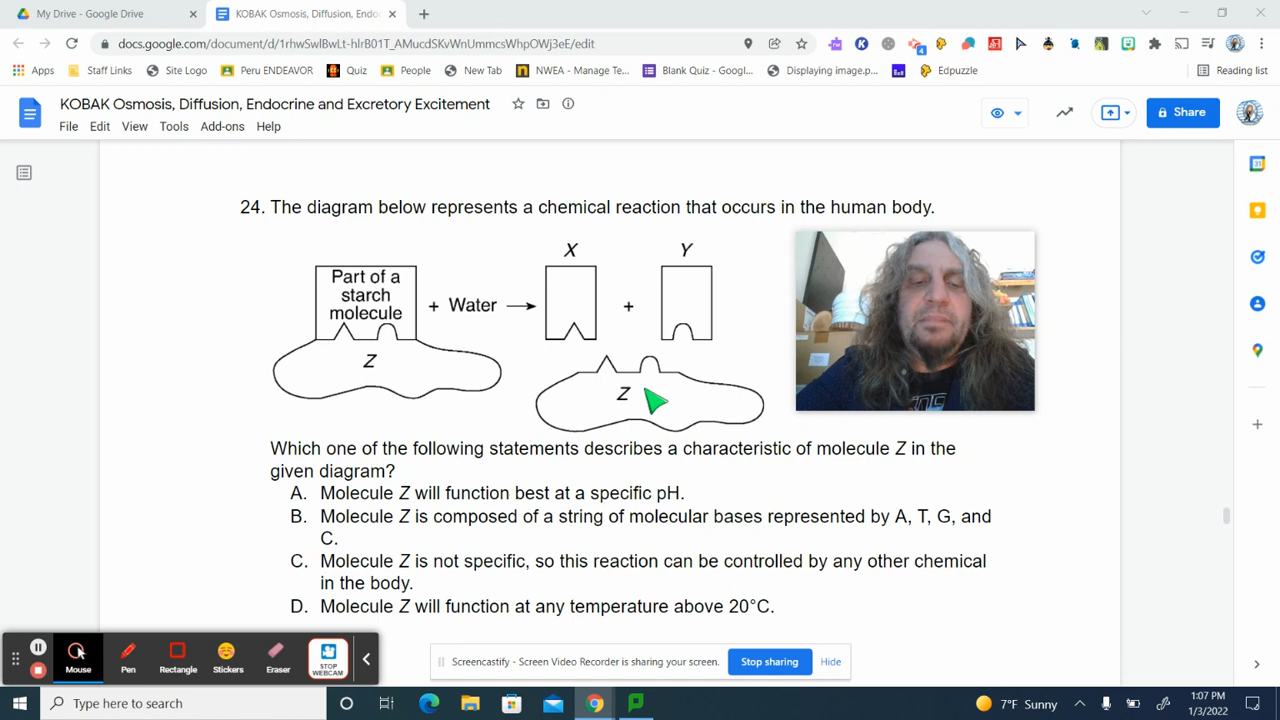 My Drive - Google Drive
KOBAK Osmosis, Diffusion, Endoc
docs.google.com/document/d/
Apps Staff Links Site Logo Peru ENDEAVOR Quiz People New Tab NWEA - Manage Te... Blank Quiz - Googl... Displaying image.p... Bell Edpuzzle Reading list
KOBAK Osmosis, Diffusion, Endocrine and Excretory Excitement
File Edit View Tools Add-ons Help
Share
24. The diagram below represents a chemical reaction that occurs in the human body.
X Y
Part of a
starch
molecule
+ Water
+
Z
Z
Which one of the following statements describes a characteristic of molecule Z in the
given diagram?
A. Molecule Z will function best at a specific pH.
B. Molecule Z is composed of a string of molecular bases represented by A, T, G, and
C.
C. Molecule Z is not specific, so this reaction can be controlled by any other chemical
in the body.
D. Molecule Z will function at any temperature above 20°C.
Mouse Pen Rectangle Stickers Eraser STOP
WEBCAM
Screencastify - Screen Video Recorder is sharing your screen. Stop sharing Hide
Type here to search
7°F Sunny
1:07 PM
1/3/2022